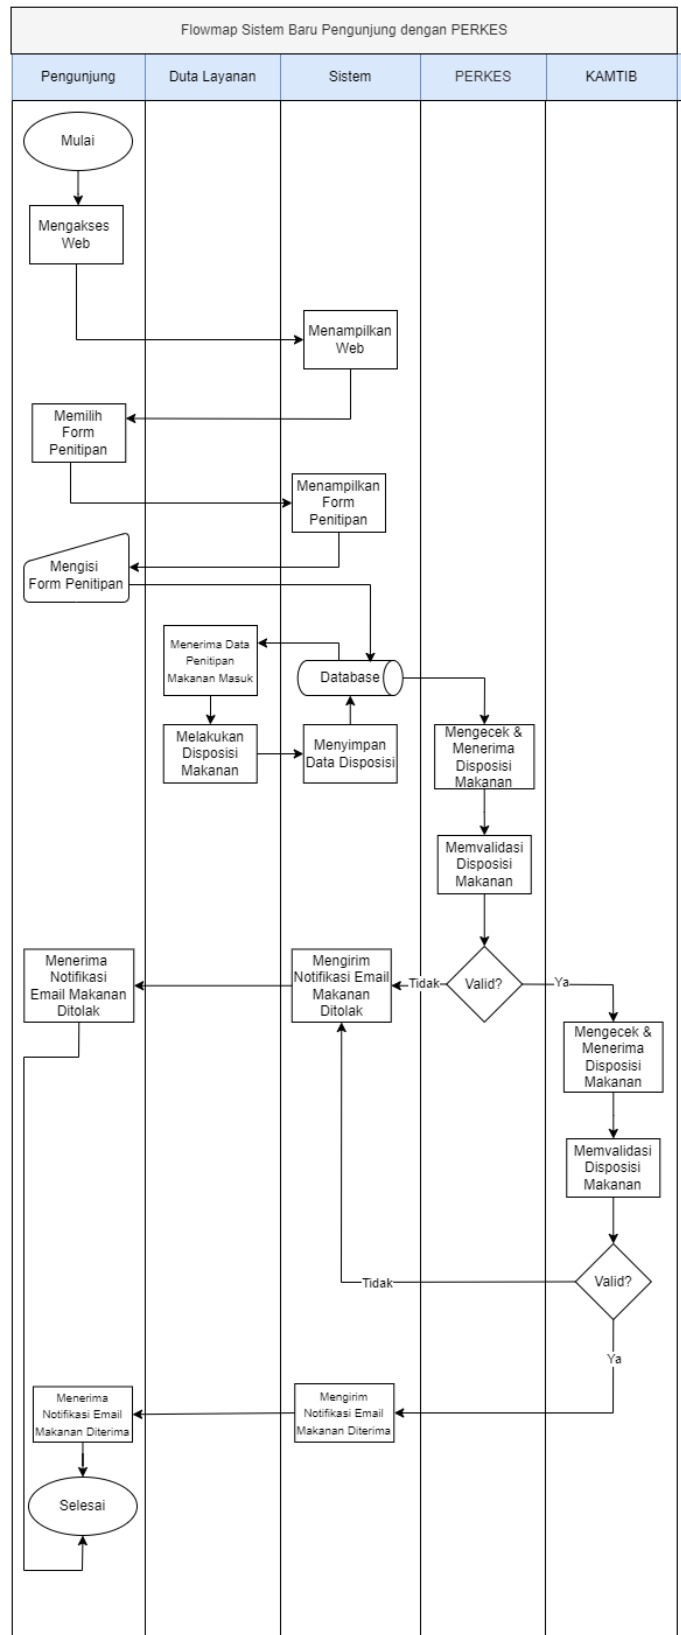 Flowmap Sistem Baru Pengunjung dengan PERKES
Pengunjung
Duta Layanan
Sistem
PERKES
KAMTIB
Mulai
Mengakses
Web
Menampilkan
Web
Memilih
Form
Penitipan
Menampilkan
Form
Penitipan
Mengisi
Form Penitipan
Menerima Data
Penitipan
Makanan Masuk
Database
Melakukan
Disposisi
Makanan
Menyimpan
Data Disposisi
Mengecek &
Menerima
Disposisi
Makanan
Memvalidasi
Disposisi
Makanan
Menerima
Notifikasi
Email Makanan
Ditolak
Mengirim
Notifikasi Email
Makanan
Ditolak
Tidak
Valid?
Ya
Mengecek &
Menerima
Disposisi
Makanan
Memvalidasi
Disposisi
Makanan
Tidak
Valid?
Ya
Menerima
Notifikasi Email
Makanan Diterima
Mengirim
Notifikasi Email
Makanan Diterima
Selesai